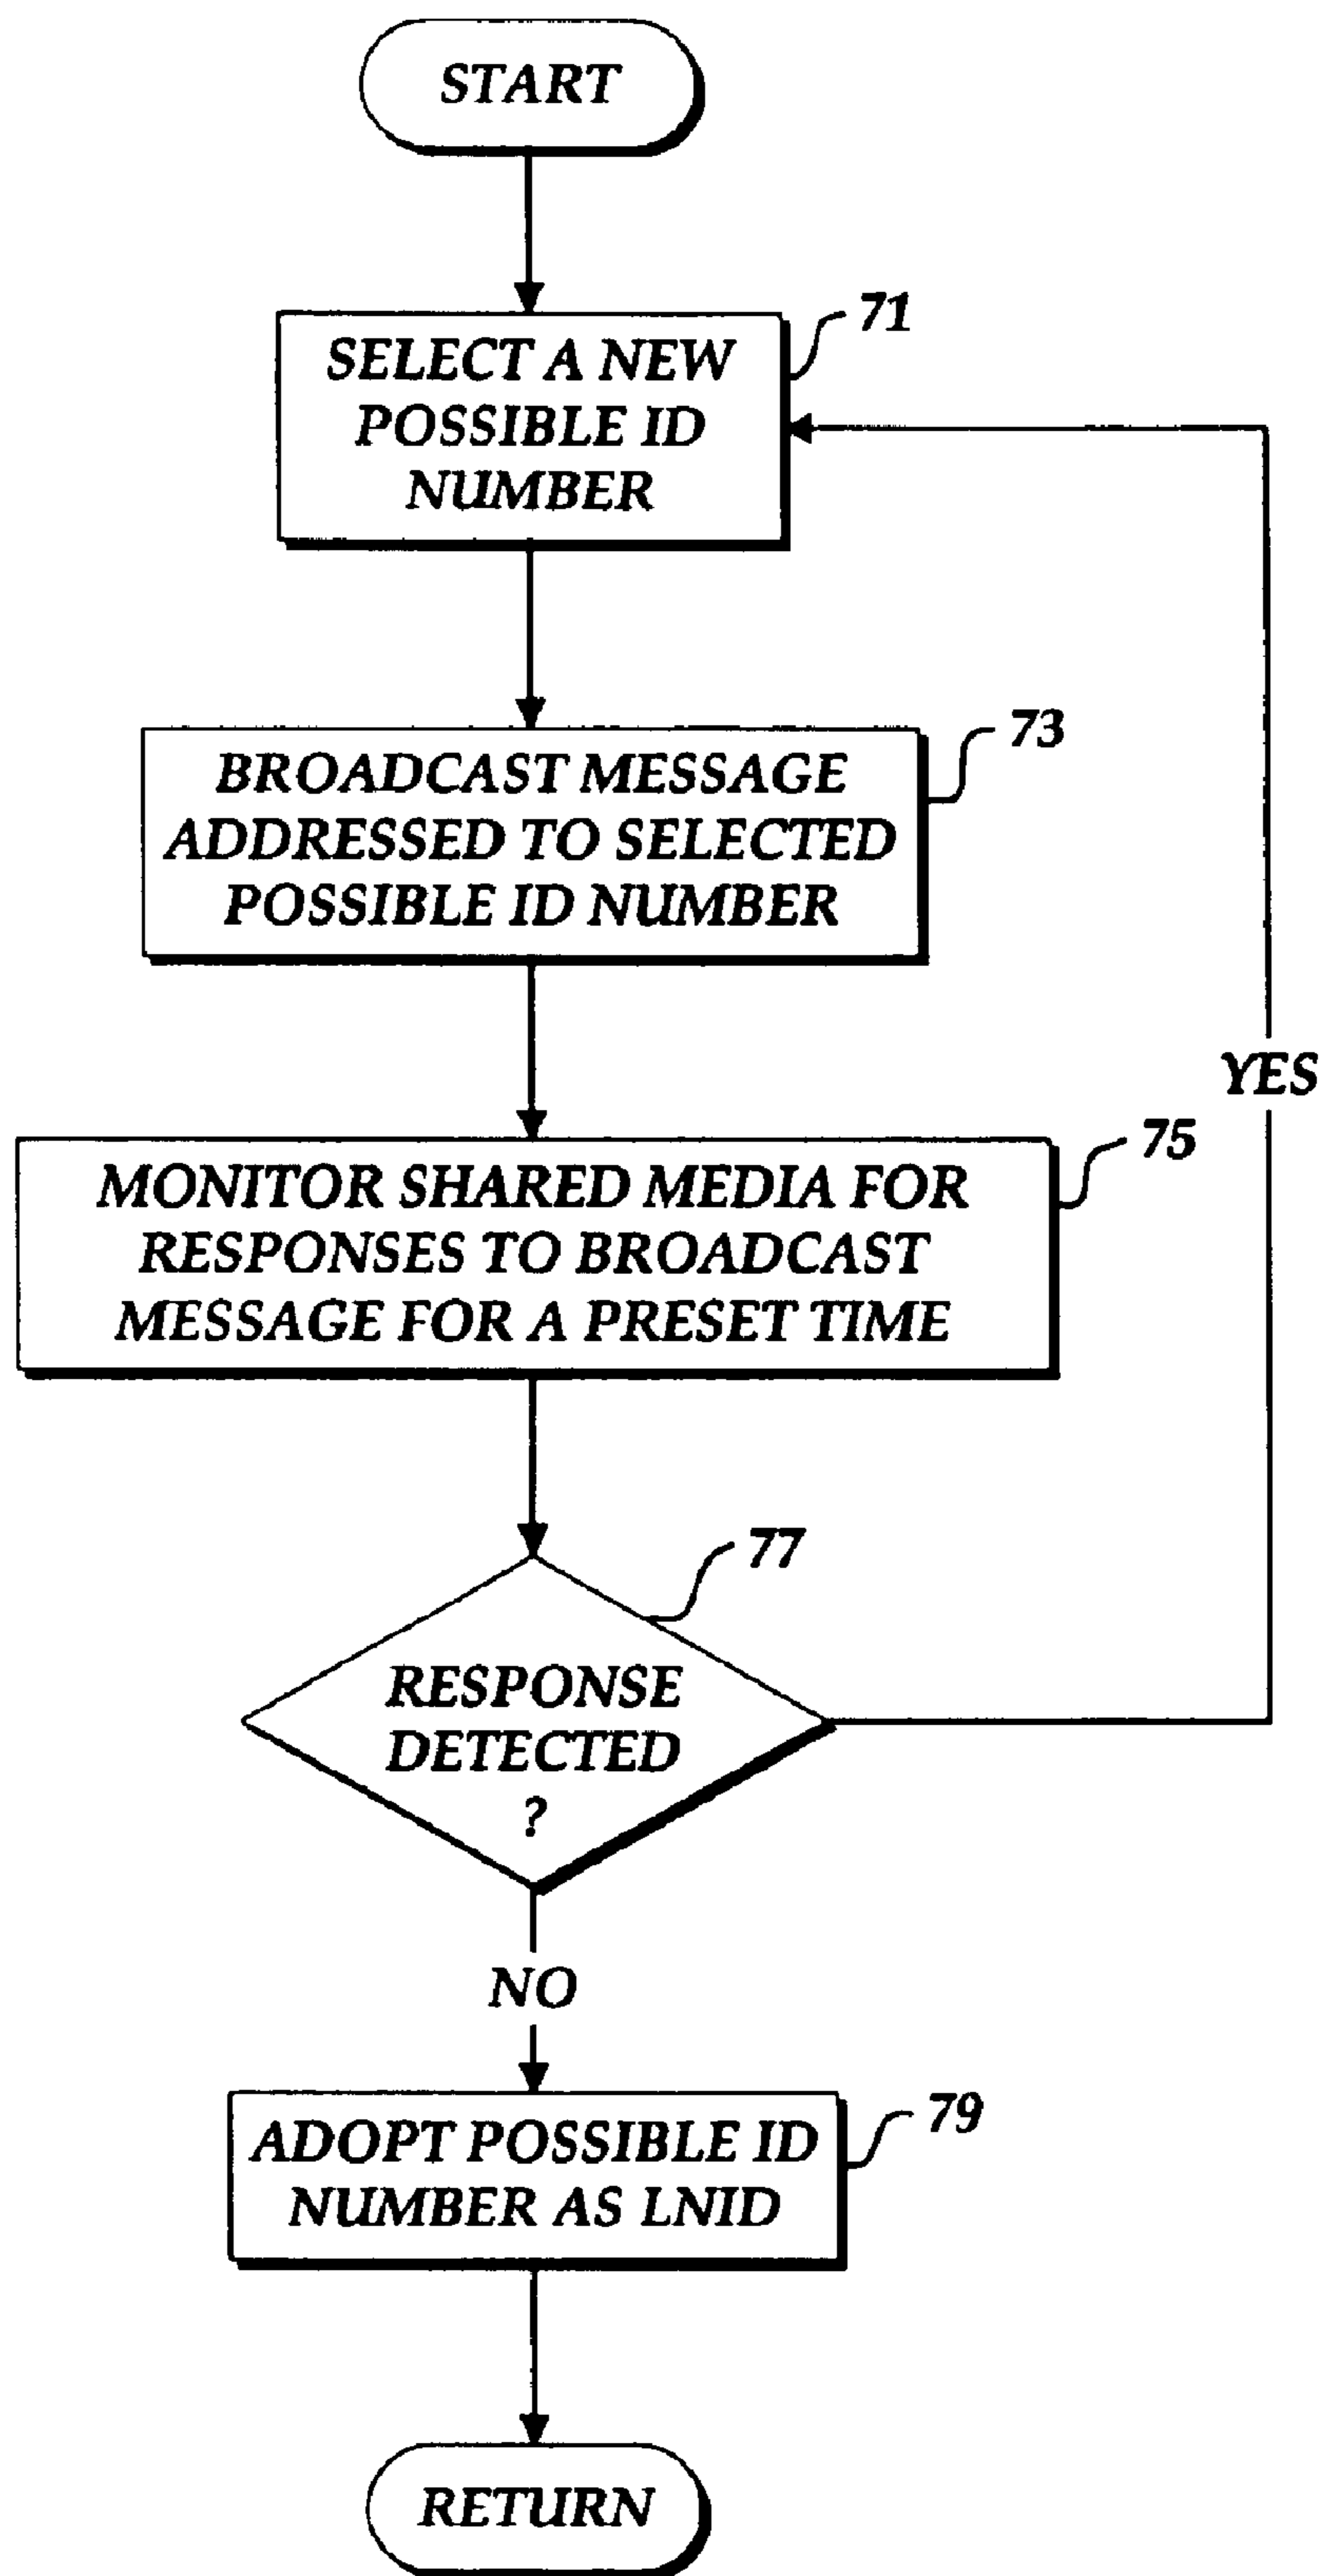 START
71
SELECT A NEW
POSSIBLE ID
NUMBER
73
BROADCAST MESSAGE
ADDRESSED TO SELECTED
POSSIBLE ID NUMBER
YES
75
MONITOR SHARED MEDIA FOR
RESPONSES TO BROADCAST
MESSAGE FOR A PRESET TIME
77
RESPONSE
DETECTED
?
NO
79
ADOPT POSSIBLE ID
NUMBER AS LNID
RETURN